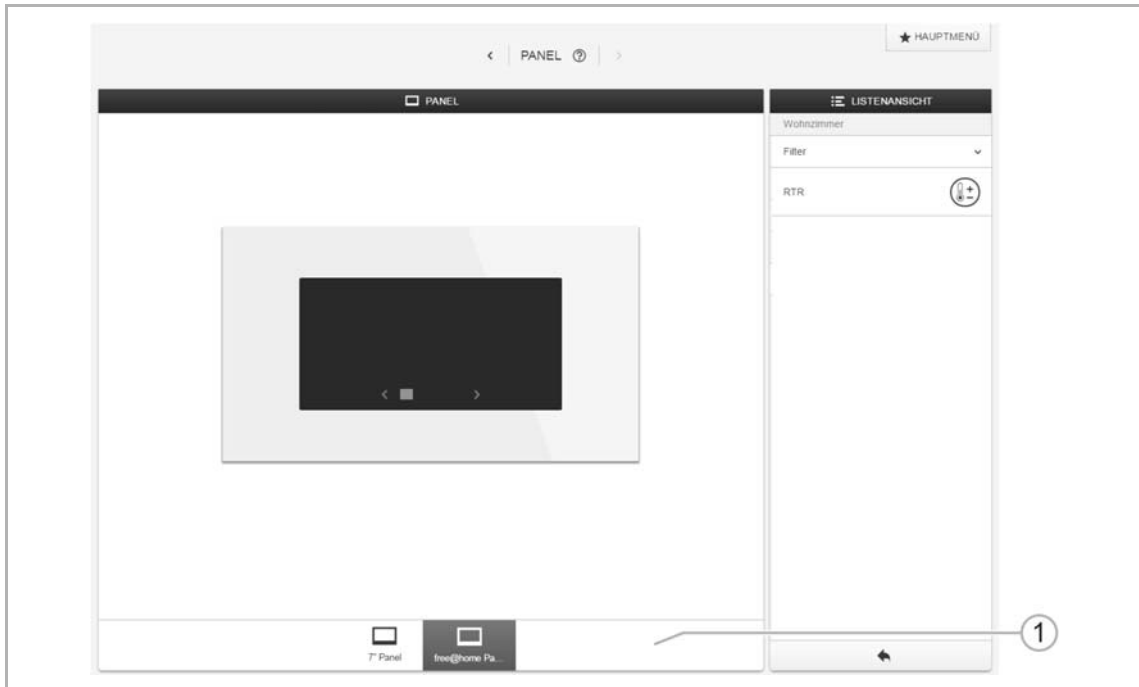 ★ HAUPTMENÜ
< PANEL ? >
PANEL
LISTENANSICHT
Wohnzimmer
Filter
RTR
7" Panel
free@home Pa...
1